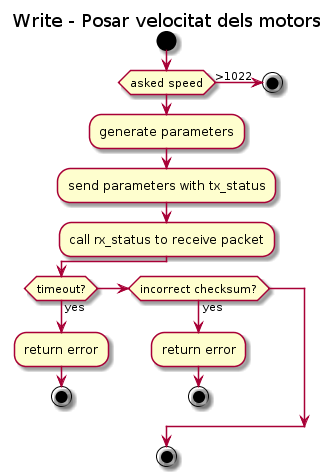 Write - Posar velocitat dels motors
asked speed
>1022
generate parameters
send parameters with tx_status
call rx_status to receive packet
timeout?
incorrect checksum?
yes
yes
return error
return error